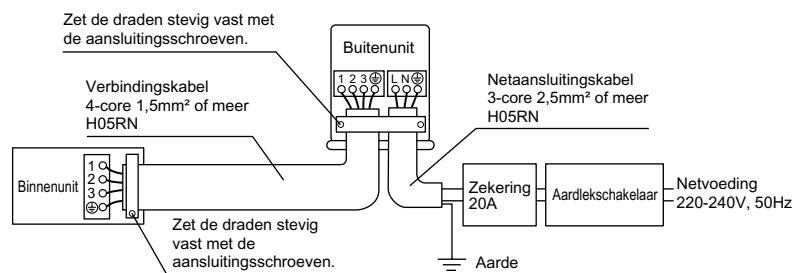 Zet de draden stevig vast met
de aansluitingsschroeven.
Buitenunit
1 2 3
L N
Verbindingskabel
4-core 1,5mm² of meer
H05RN
Netaansluitingskabel
3-core 2,5mm² of meer
H05RN
Binnenunit
1
2
3
Zekering
20A
Aardlekschakelaar
Netvoeding
220-240V, 50Hz
Zet de draden stevig
vast met de
aansluitingsschroeven.
Aarde